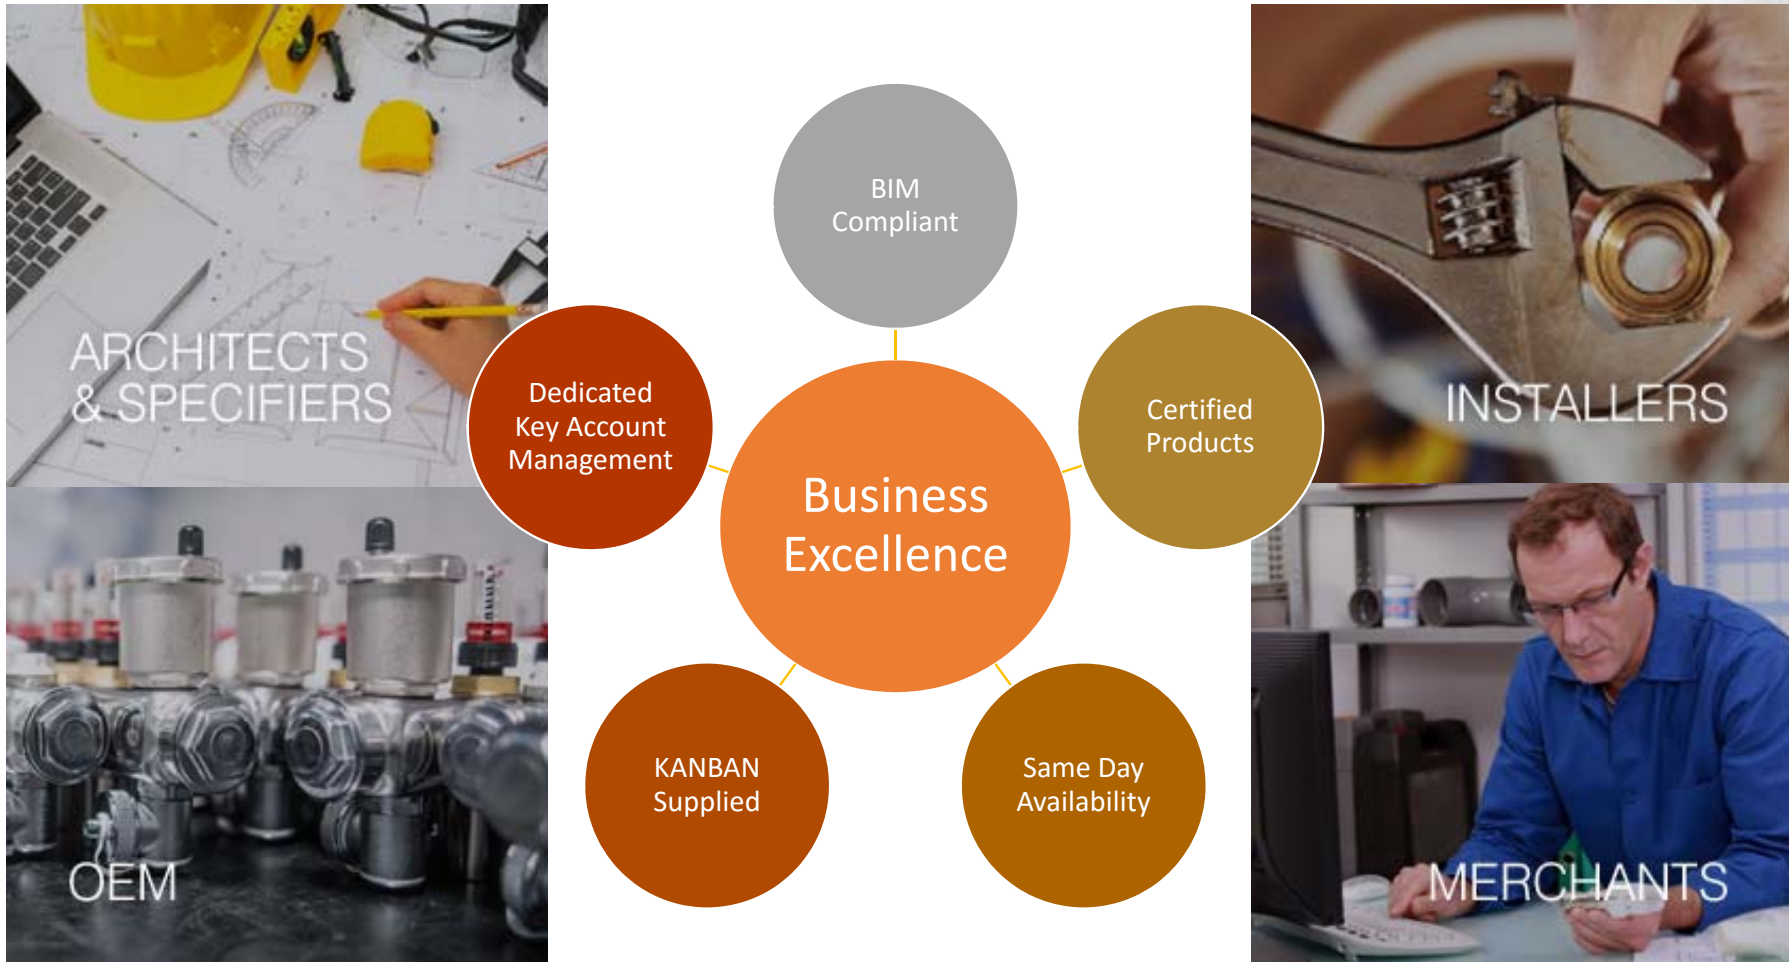 ARCHITECTS
& SPECIFIERS
BIM
Compliant
INSTALLERS
Dedicated
Key Account
Management
Certified
Products
Business
Excellence
KANBAN
Supplied
Same Day
Availability
OEM
MERCHANTS